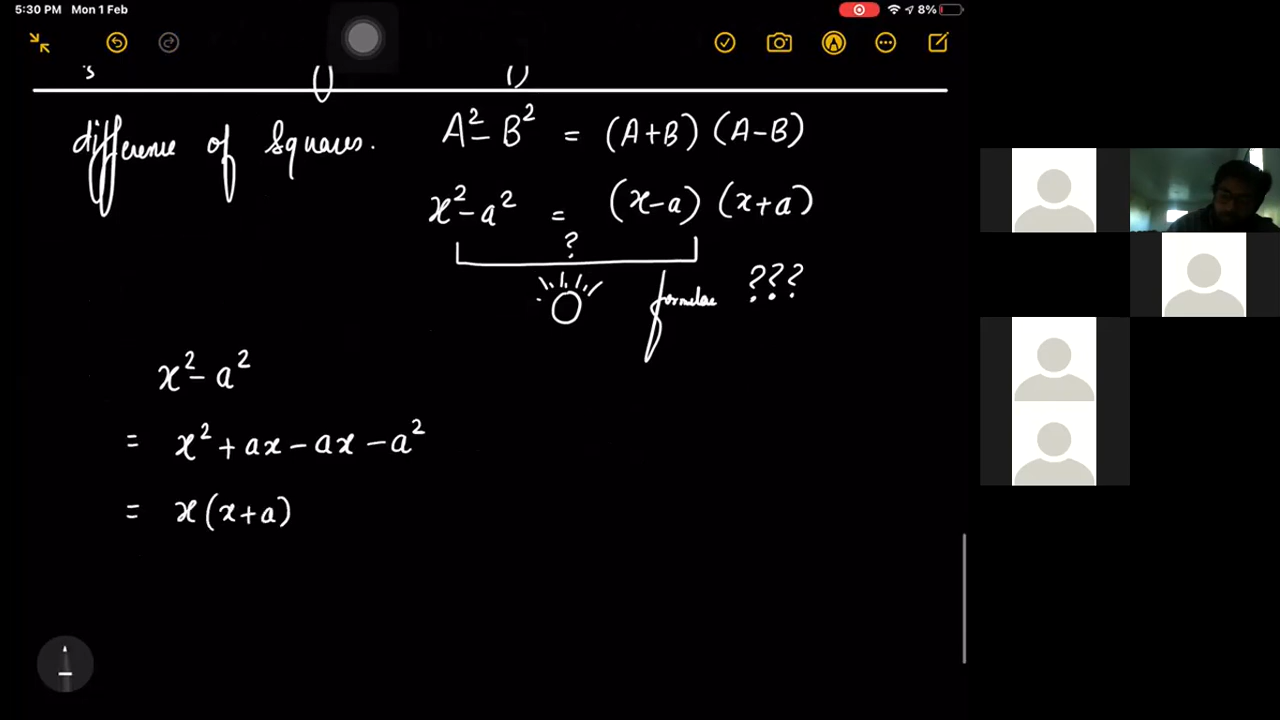 5:30 PM Mon 1 Feb 8%
difference of Squares. A² - B² = (A+B) (A-B)
x² - a² = (x-a) (x+a)
?
formulae ???
x² - a²
= x² + ax - ax - a²
= x(x+a)